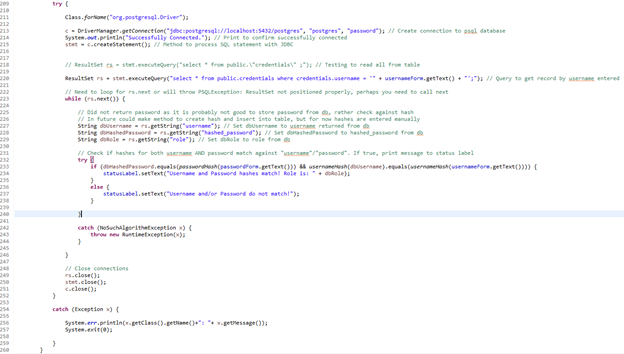 209 try {
210
211 Class.forName("org.postgresql.Driver");
212
213 c = DriverManager.getConnection("jdbc:postgresql://localhost:5432/postgres", "postgres", "password"); // Create connection to psql database
214 System.out.println("Successfully Connected."); // Print to confirm successfully connected
215 stmt = c.createStatement(); // Method to process SQL statement with JDBC
216
217
218 // ResultSet rs = stmt.executeQuery("select * from public.\"credentials\" ;"); // Testing to read all from table
219
220 ResultSet rs = stmt.executeQuery("select * from public.credentials where credentials.username = '" + usernameForm.getText() + "';"); // Query to get record by username entered
221
222 // Need to loop for rs.next or will throw PSQLException: ResultSet not positioned properly, perhaps you need to call next
223 while (rs.next()) {
224
225 // Did not return password as it is probably not good to store password from db, rather check against hash
226 // In future could make method to create hash and insert into table, but for now hashes are entered manually
227 String dbUsername = rs.getString("username"); // Set dbUsername to username returned from db
228 String dbHashedPassword = rs.getString("hashed_password"); // Set dbHashedPassword to hashed_password from db
229 String dbRole = rs.getString("role"); // Set dbRole to role from db
230
231 // Check if hashes for both username AND password match against "username"/"password". If true, print message to status label
232 try {
233 if (dbHashedPassword.equals(passwordHash(passwordForm.getText())) && usernameHash(dbUsername).equals(usernameHash(usernameForm.getText()))) {
234 statusLabel.setText("Username and Password hashes match! Role is: " + dbRole);
235 }
236 else {
237 statusLabel.setText("Username and/or Password do not match!");
238 }
239
240 }
241
242 catch (NoSuchAlgorithmException x) {
243 throw new RuntimeException(x);
244 }
245
246 }
247
248 // Close connections
249 rs.close();
250 stmt.close();
251 c.close();
252 }
253
254 catch (Exception x) {
255
256 System.err.println(x.getClass().getName()+": "+ x.getMessage());
257 System.exit(0);
258
259 }
260 }